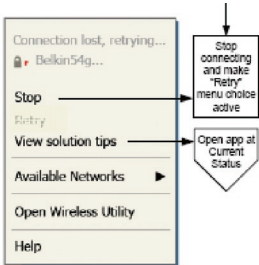 Connection lost, retrying...
Belkin54g...
Stop
Retry
View solution tips
Available Networks
Open Wireless Utility
Help
Stop
connecting
and make
"Retry"
menu choice
active
Open app at
Current
Status